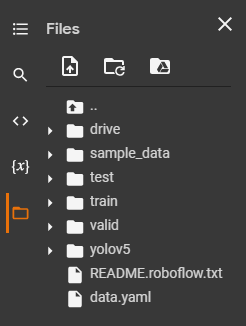 Files
..
drive
sample_data
test
train
valid
yolov5
README.roboflow.txt
data.yaml
{x}